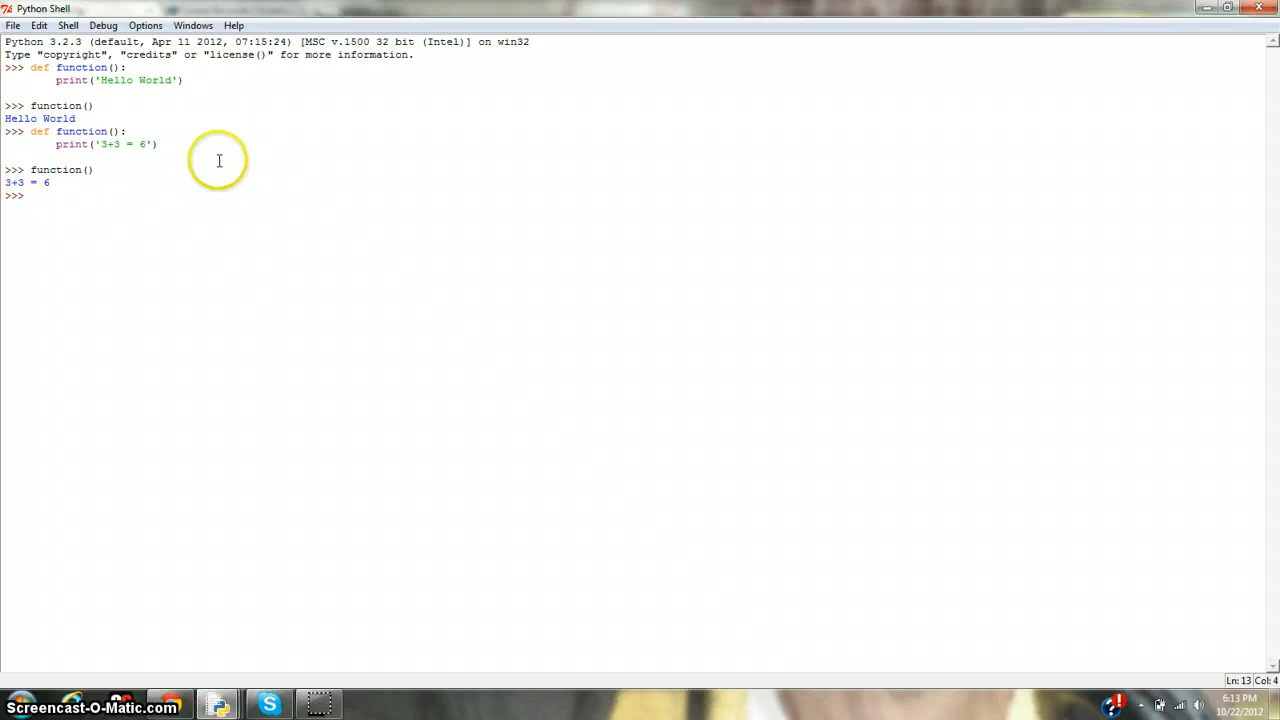 Python Shell
File Edit Shell Debug Options Windows Help
Python 3.2.3 (default, Apr 11 2012, 07:15:24) [MSC v.1500 32 bit (Intel)] on win32
Type "copyright", "credits" or "license()" for more information.
>>> def function():
        print('Hello World')
>>> function()
Hello World
>>> def function():
        print('3+3 = 6')
>>> function()
3+3 = 6
>>>
Ln: 13 Col: 4
Screencast-O-Matic.com
6:13 PM
10/22/2012